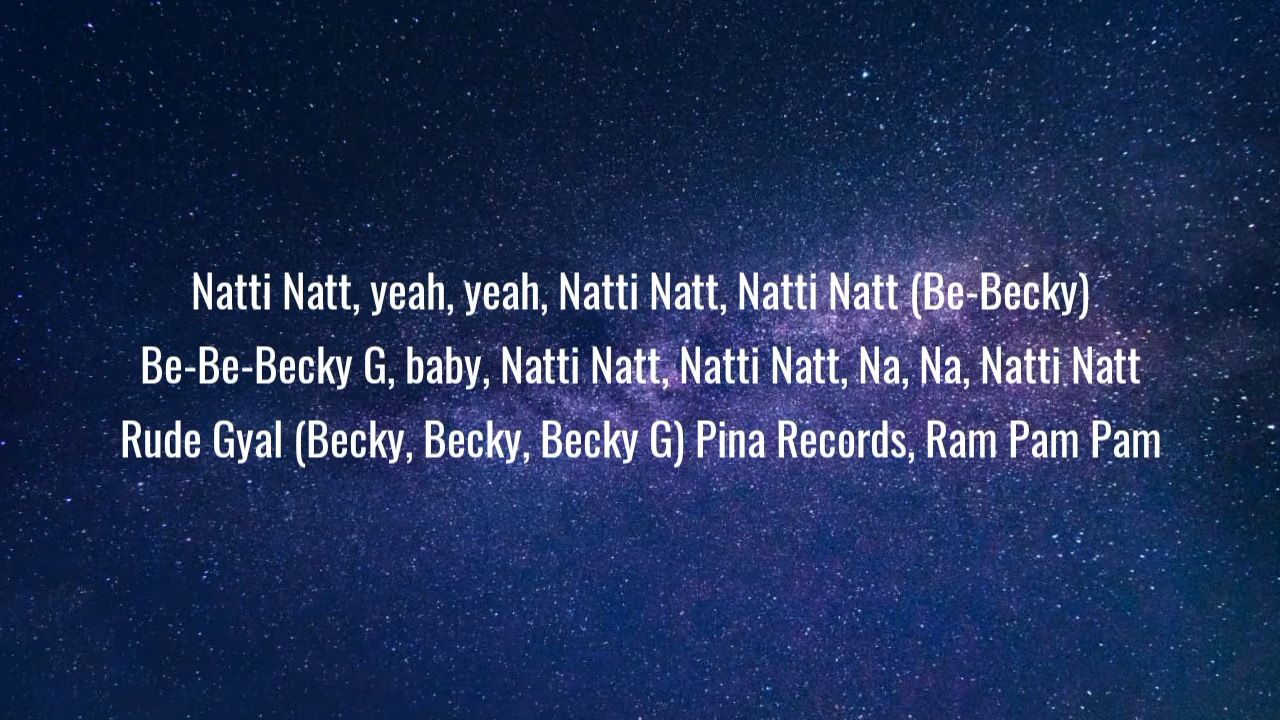 Natti Natt, yeah, yeah, Natti Natt, Natti Natt (Be-Becky)
Be-Be-Becky G, baby, Natti Natt, Natti Natt, Na, Na, Natti Natt
Rude Gyal (Becky, Becky, Becky G) Pina Records, Ram Pam Pam